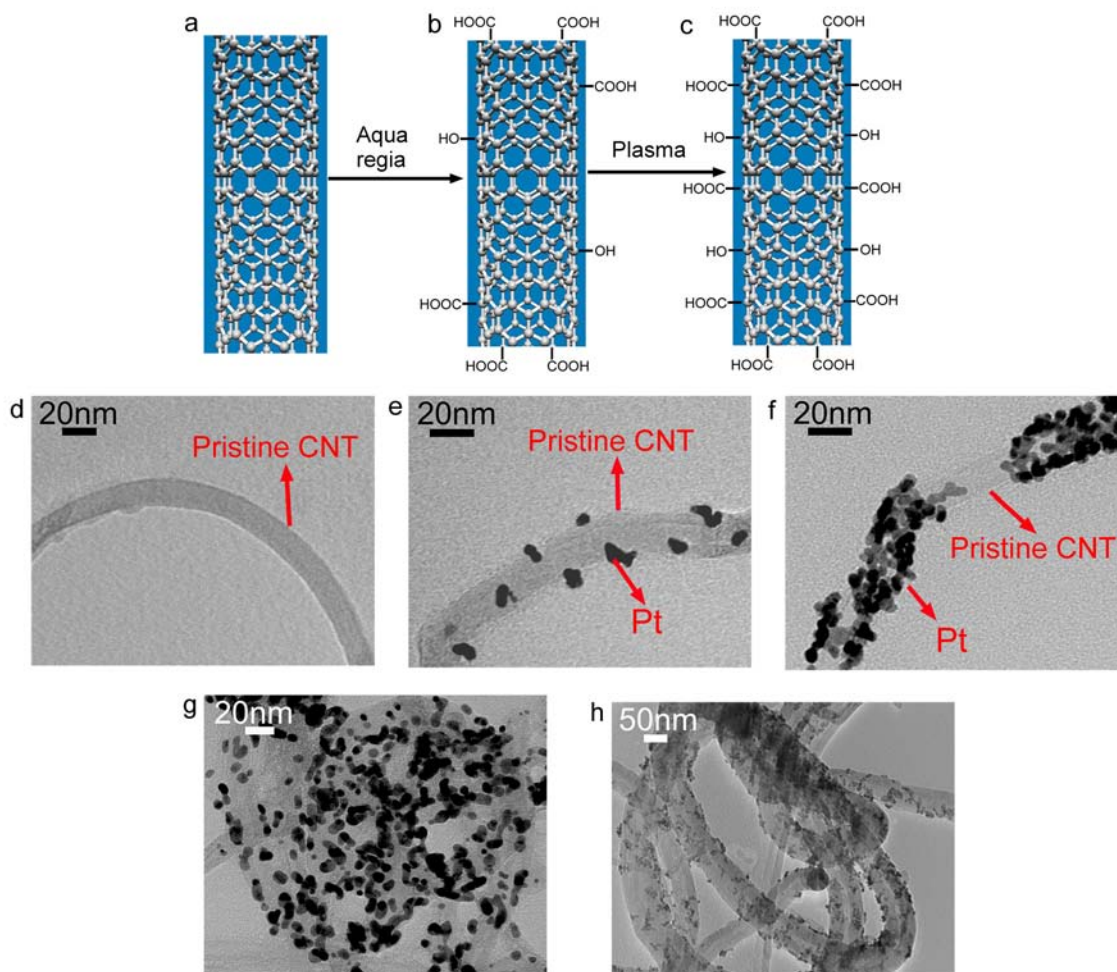 a
b
c
HOOC
COOH
COOH
HO
OH
HOOC
HOOC
COOH
Aqua
regia
Plasma
HOOC
COOH
HOOC
COOH
HO
OH
HOOC
COOH
HO
OH
HOOC
COOH
HOOC
COOH
d
20nm
Pristine CNT
e
20nm
Pristine CNT
Pt
f
20nm
Pristine CNT
Pt
g
20nm
h
50nm